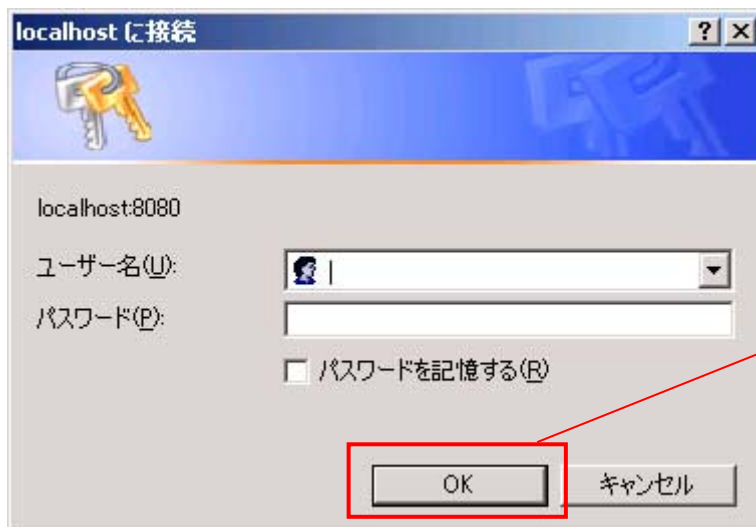 localhost に接続
localhost:8080
ユーザー名(U):
パスワード(P):
パスワードを記憶する(R)
OK
キャンセル